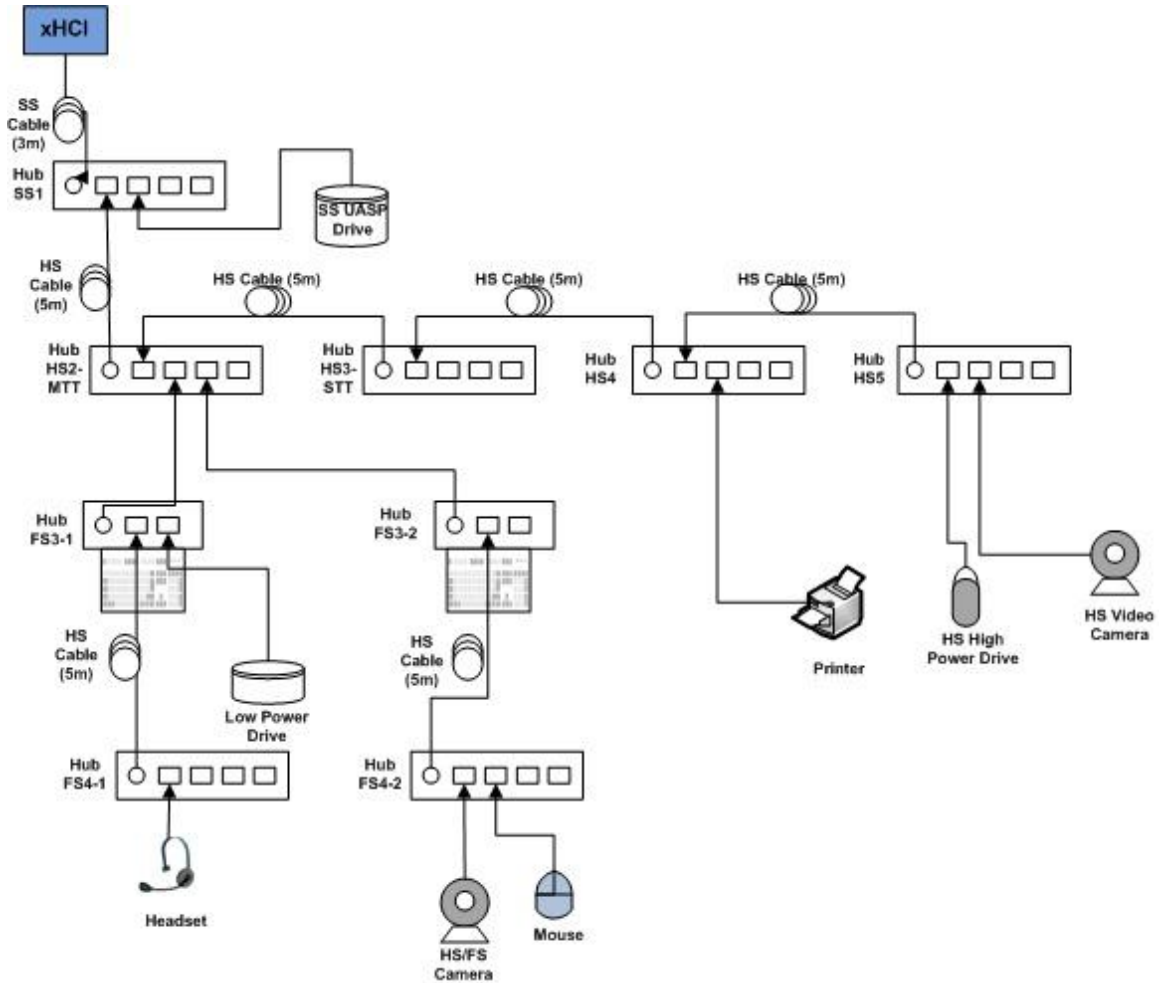 xHCI
SS
Cable
(3m)
Hub
SS1
SS UASP
Drive
HS
Cable
(5m)
HS Cable (5m)
HS Cable (5m)
HS Cable (5m)
Hub
HS2-
MTT
Hub
HS3-
STT
Hub
HS4
Hub
HS5
Hub
FS3-1
Hub
FS3-2
HS
Cable
(5m)
HS
Cable
(5m)
Low Power
Drive
Printer
HS High
Power Drive
HS Video
Camera
Hub
FS4-1
Hub
FS4-2
Headset
HS/FS
Camera
Mouse